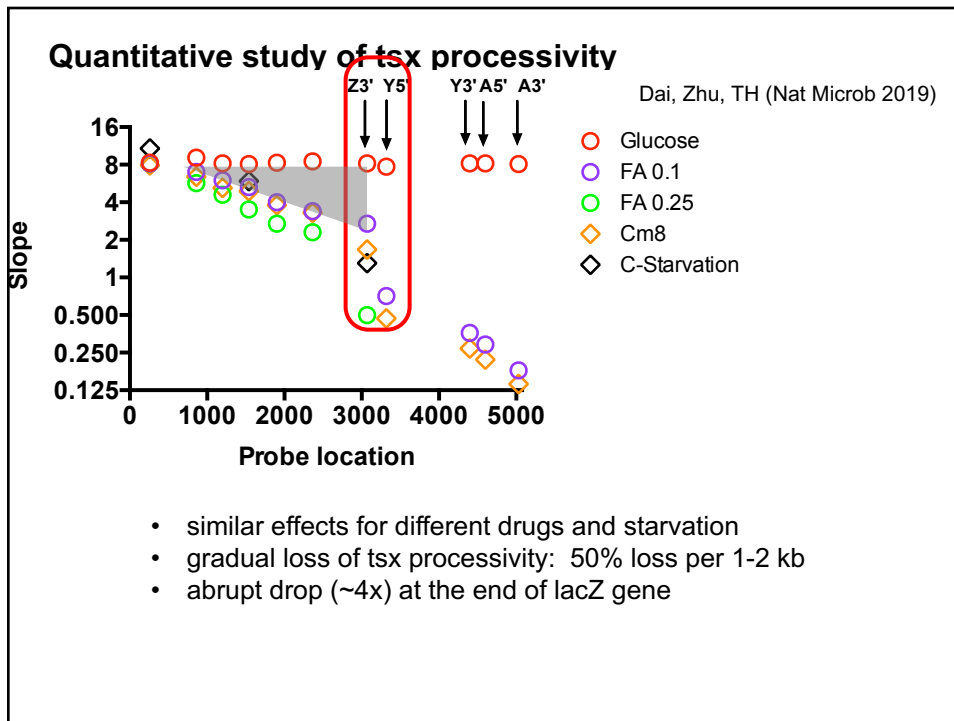 Quantitative study of tsx processivity
Z3' Y5' Y3' A5' A3'
Dai, Zhu, TH (Nat Microb 2019)
Glucose
FA 0.1
FA 0.25
Cm8
C-Starvation
Slope
16
8
4
2
1
0.500
0.250
0.125
0 1000 2000 3000 4000 5000
Probe location
• similar effects for different drugs and starvation
• gradual loss of tsx processivity: 50% loss per 1-2 kb
• abrupt drop (~4x) at the end of lacZ gene